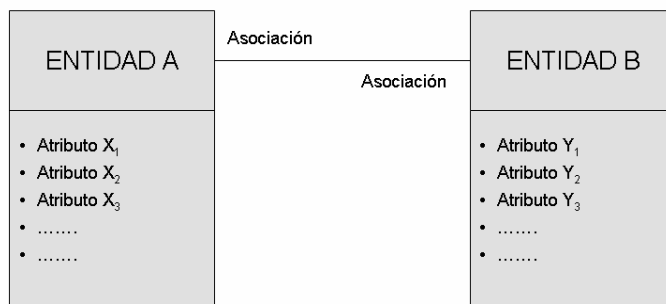 ENTIDAD A
Asociación
Asociación
ENTIDAD B
• Atributo X₁
• Atributo X₂
• Atributo X₃
• .......
• .......
• Atributo Y₁
• Atributo Y₂
• Atributo Y₃
• .......
• .......